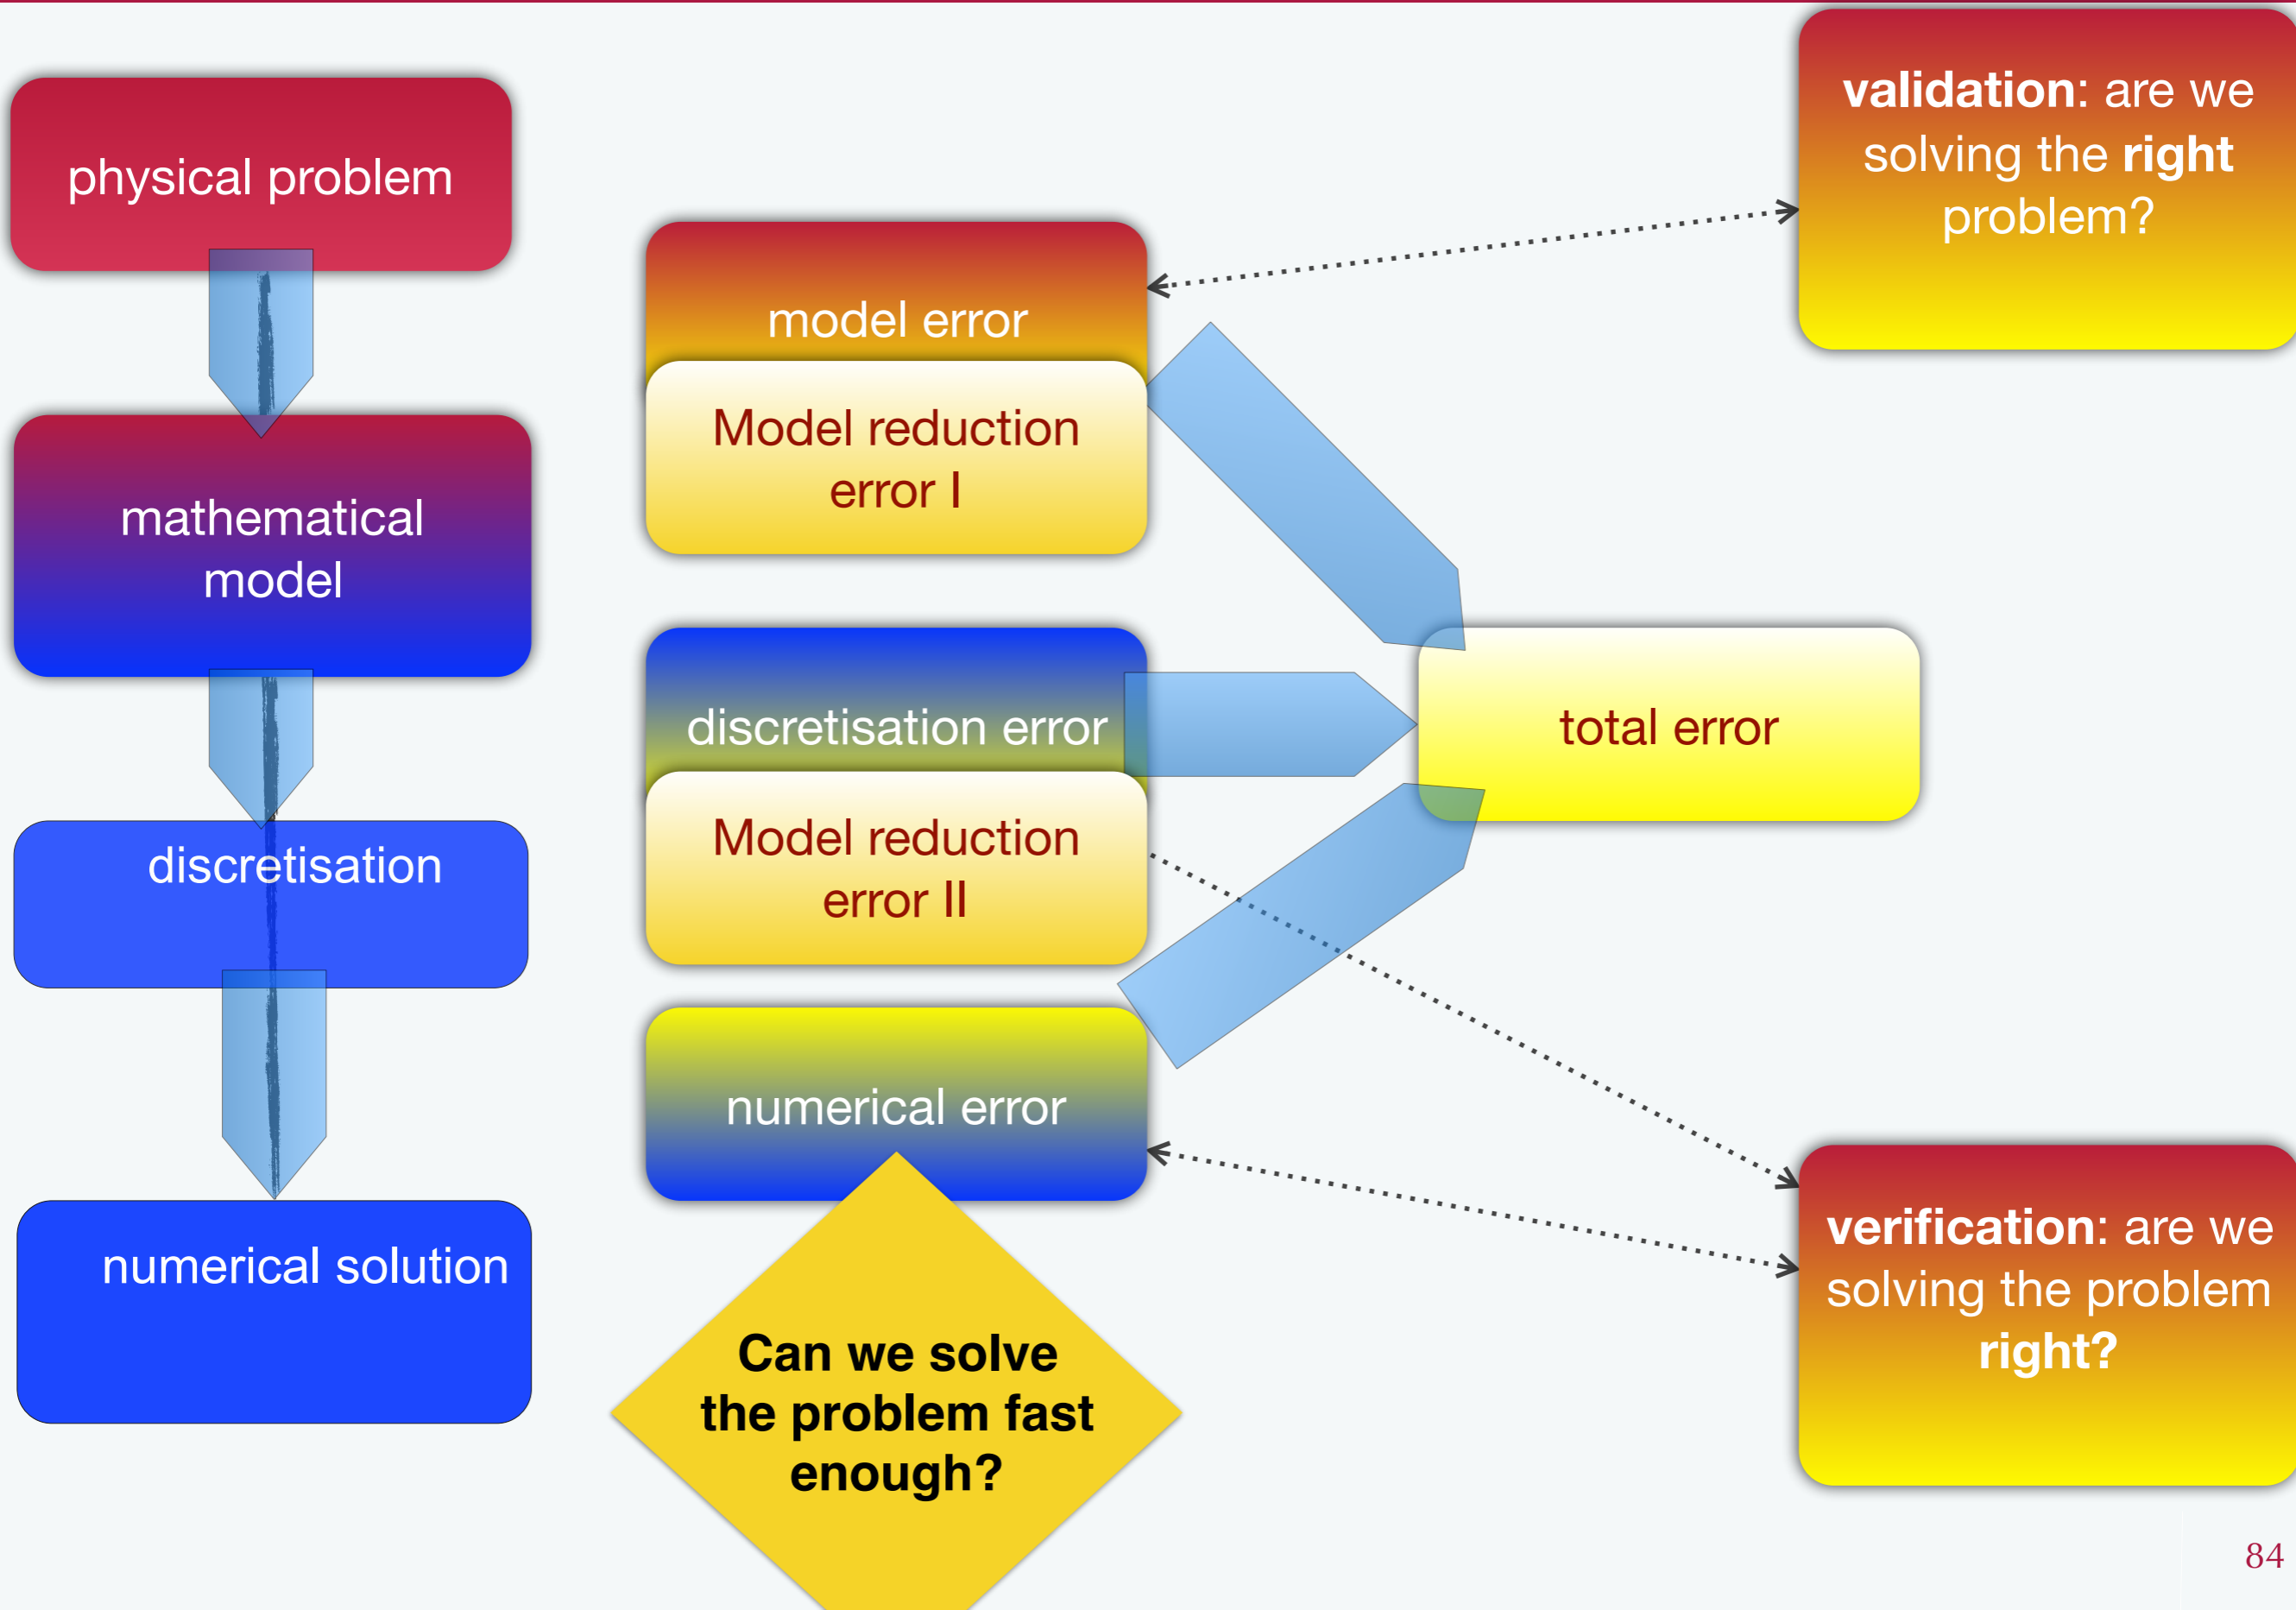 physical problem
mathematical
model
discretisation
numerical solution
model error
Model reduction
error I
discretisation error
Model reduction
error II
numerical error
Can we solve
the problem fast
enough?
total error
validation: are we
solving the right
problem?
verification: are we
solving the problem
right?
84